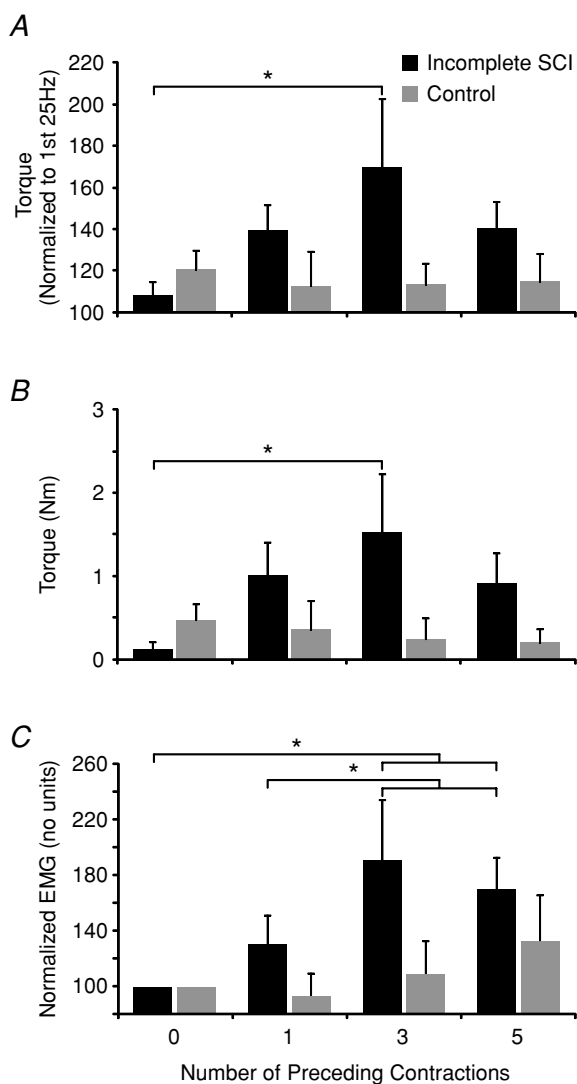 A
Incomplete SCI
Control
*
Torque
(Normalized to 1st 25Hz)
220
200
180
160
140
120
100
B
*
Torque (Nm)
3
2
1
0
C
*
*
Normalized EMG (no units)
260
220
180
140
100
0 1 3 5
Number of Preceding Contractions